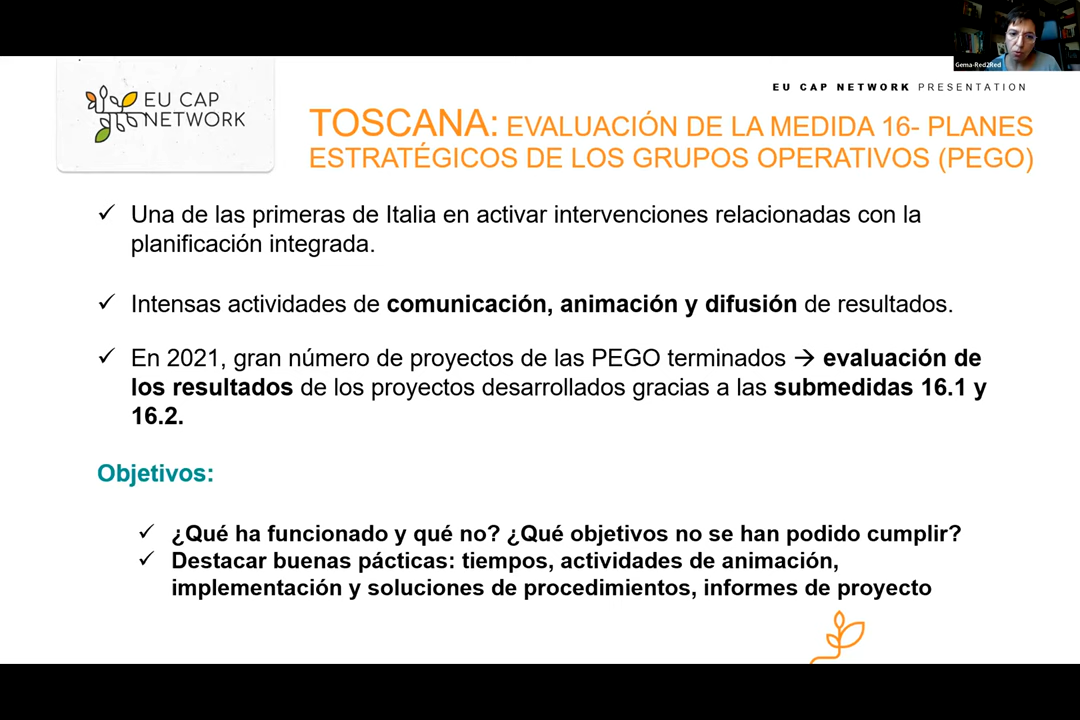 Gema-Red2Red
EU CAP NETWORK PRESENTATION
EU CAP
NETWORK
TOSCANA: EVALUACIÓN DE LA MEDIDA 16- PLANES
ESTRATÉGICOS DE LOS GRUPOS OPERATIVOS (PEGO)
✓ Una de las primeras de Italia en activar intervenciones relacionadas con la
planificación integrada.
✓ Intensas actividades de comunicación, animación y difusión de resultados.
✓ En 2021, gran número de proyectos de las PEGO terminados → evaluación de
los resultados de los proyectos desarrollados gracias a las submedidas 16.1 y
16.2.
Objetivos:
✓ ¿Qué ha funcionado y qué no? ¿Qué objetivos no se han podido cumplir?
✓ Destacar buenas pácticas: tiempos, actividades de animación,
implementación y soluciones de procedimientos, informes de proyecto